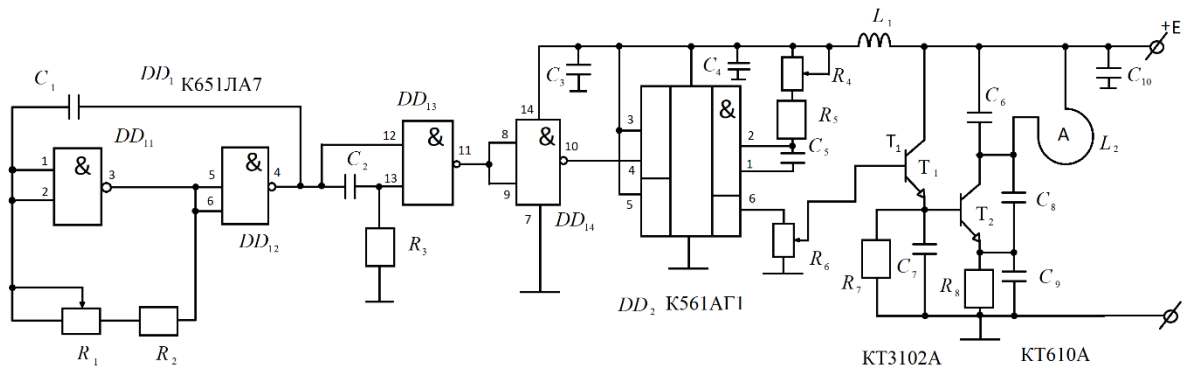 C1
DD1 К651ЛА7
DD11
&
1
2
3
&
5
6
4
DD12
R1
R2
C2
R3
DD13
&
12
13
11
14
&
8
9
10
7
DD14
C3
3
4
5
&
2
1
6
DD2 К561АГ1
C4
R4
R5
C5
R6
L1
T1
T1
R7
C7
КТ3102А
T2
R8
C6
C8
C9
КТ610А
A
L2
C10
+E